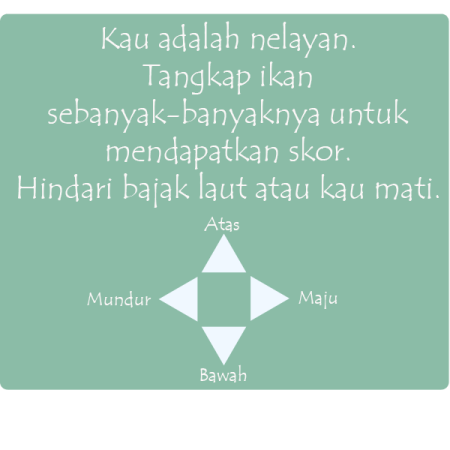 Kau adalah nelayan.
Tangkap ikan
sebanyak-banyaknya untuk
mendapatkan skor.
Hindari bajak laut atau kau mati.
Atas
Mundur
Maju
Bawah